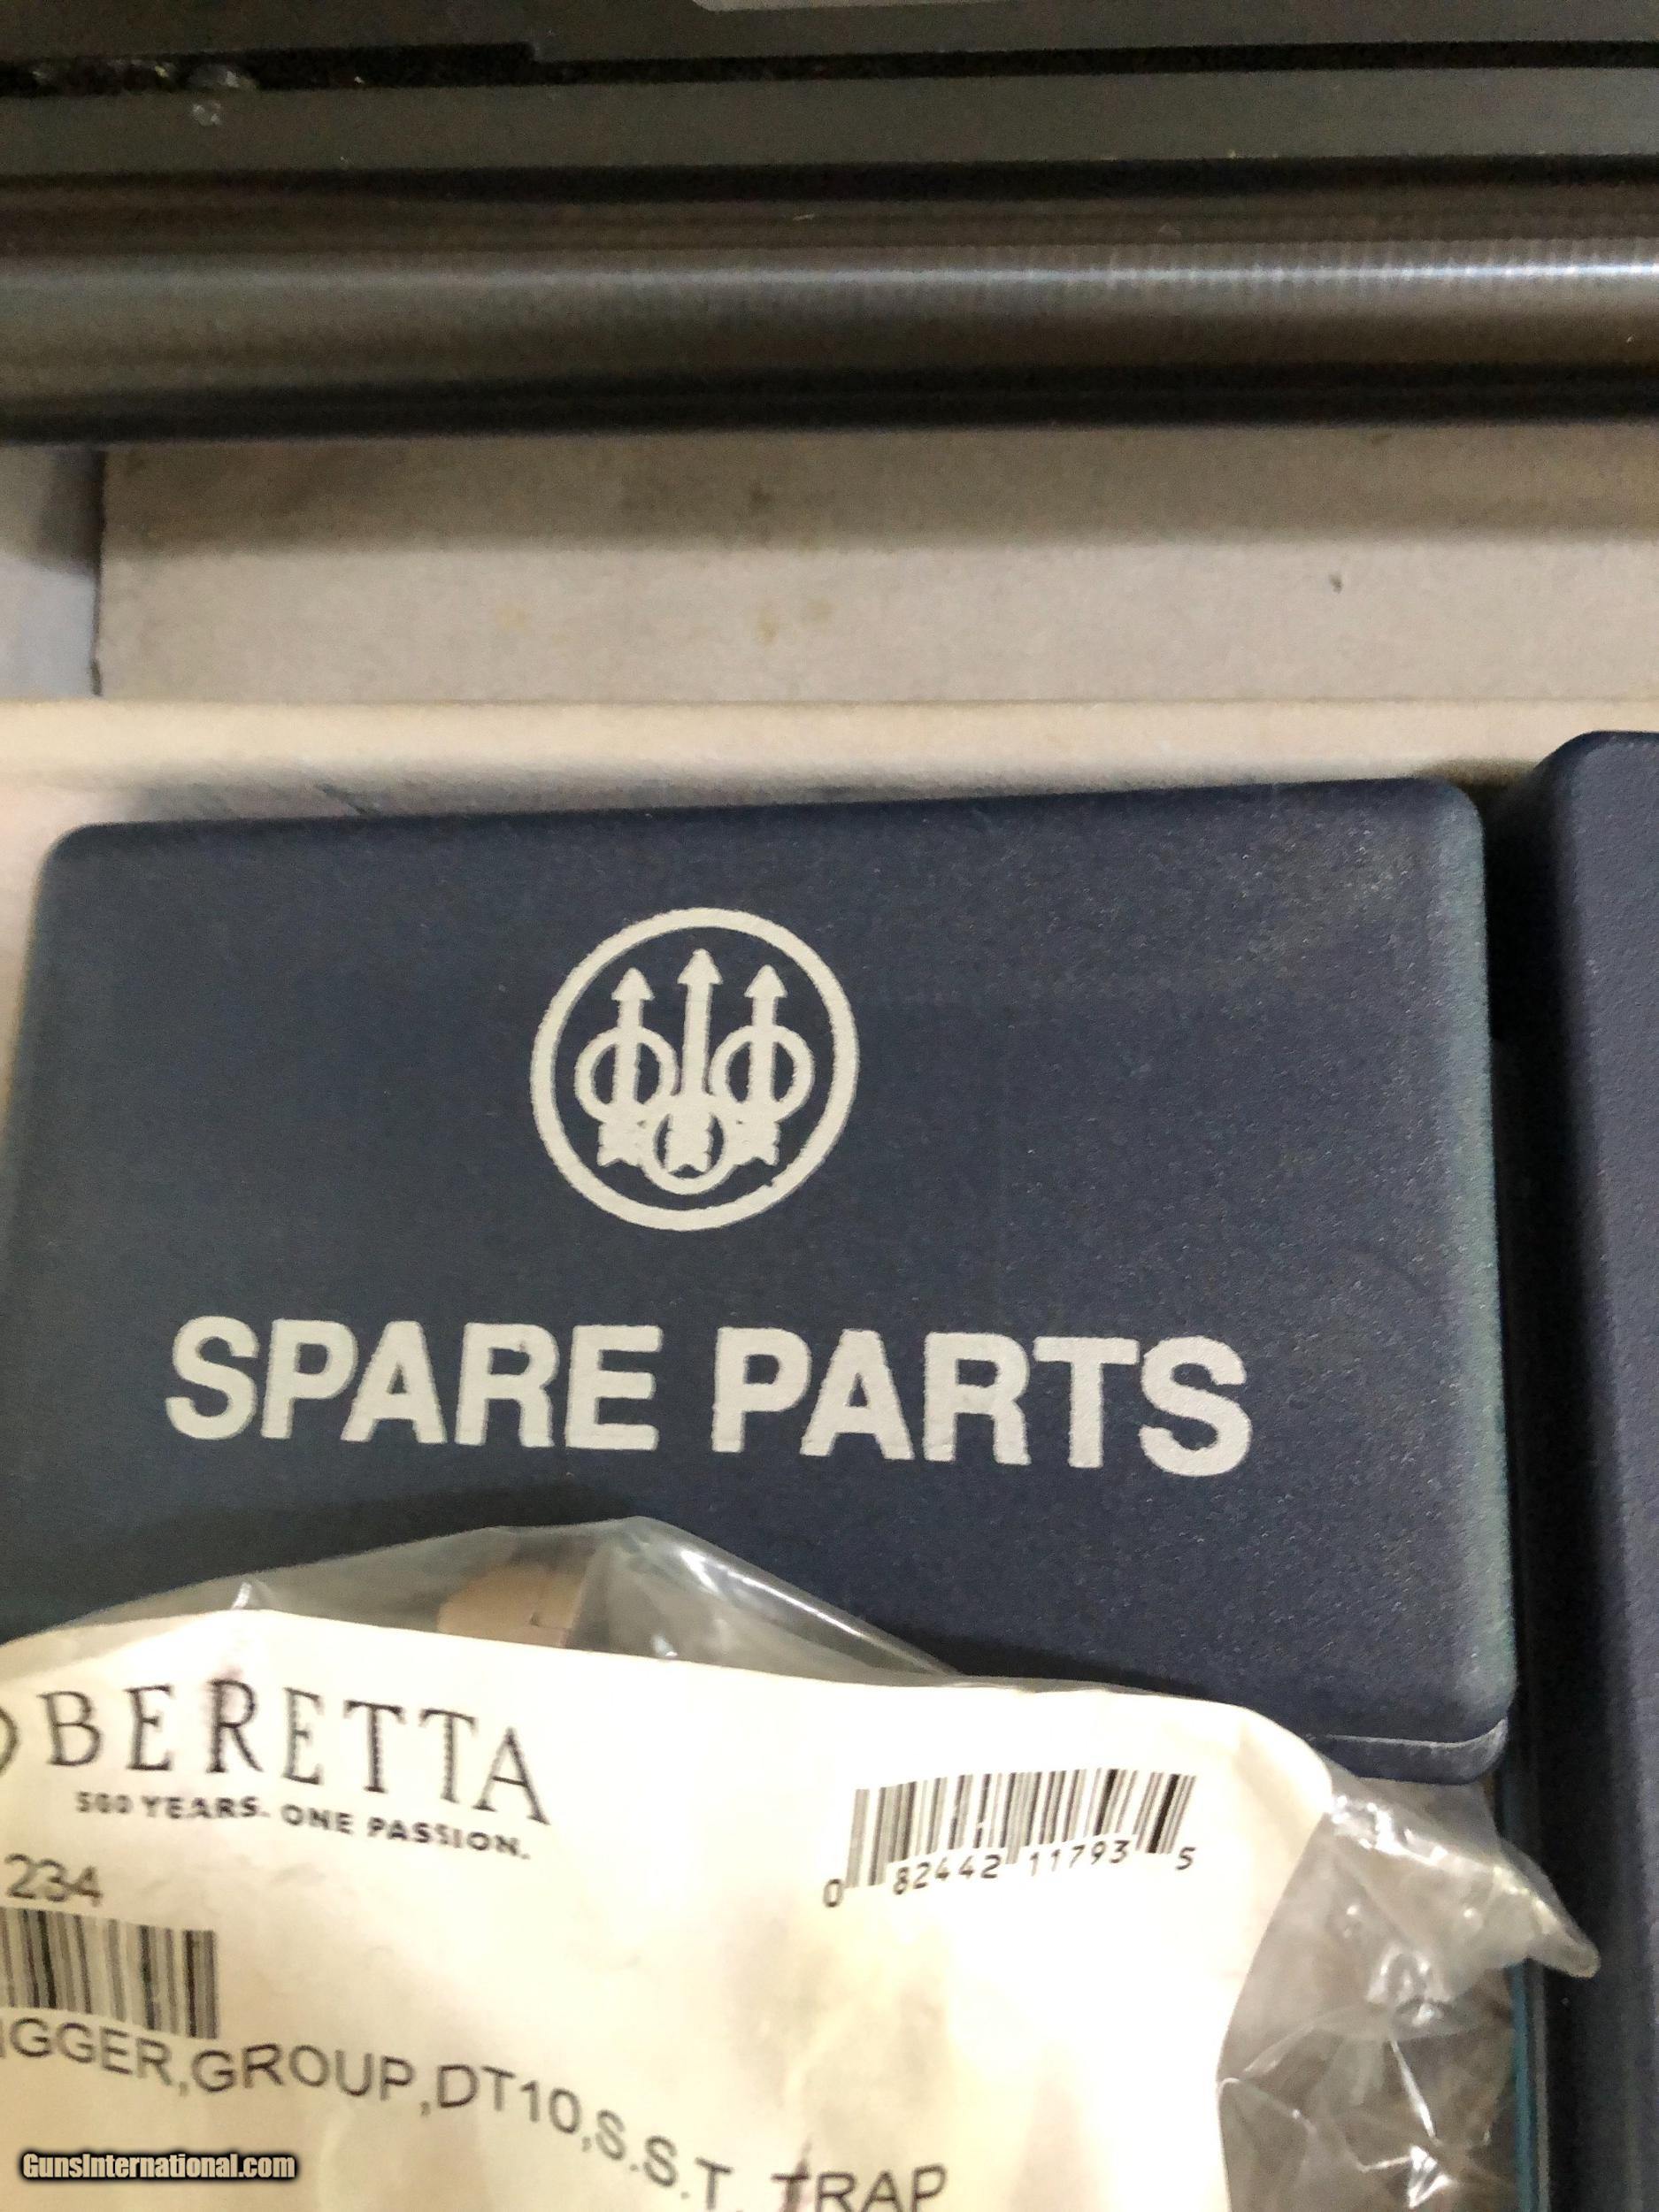 SPARE PARTS
BERETTA
500 YEARS. ONE PASSION.
0 82442 11793 5
234
IGGER,GROUP,DT10,S.S.T, TRAP
GunsInternational.com